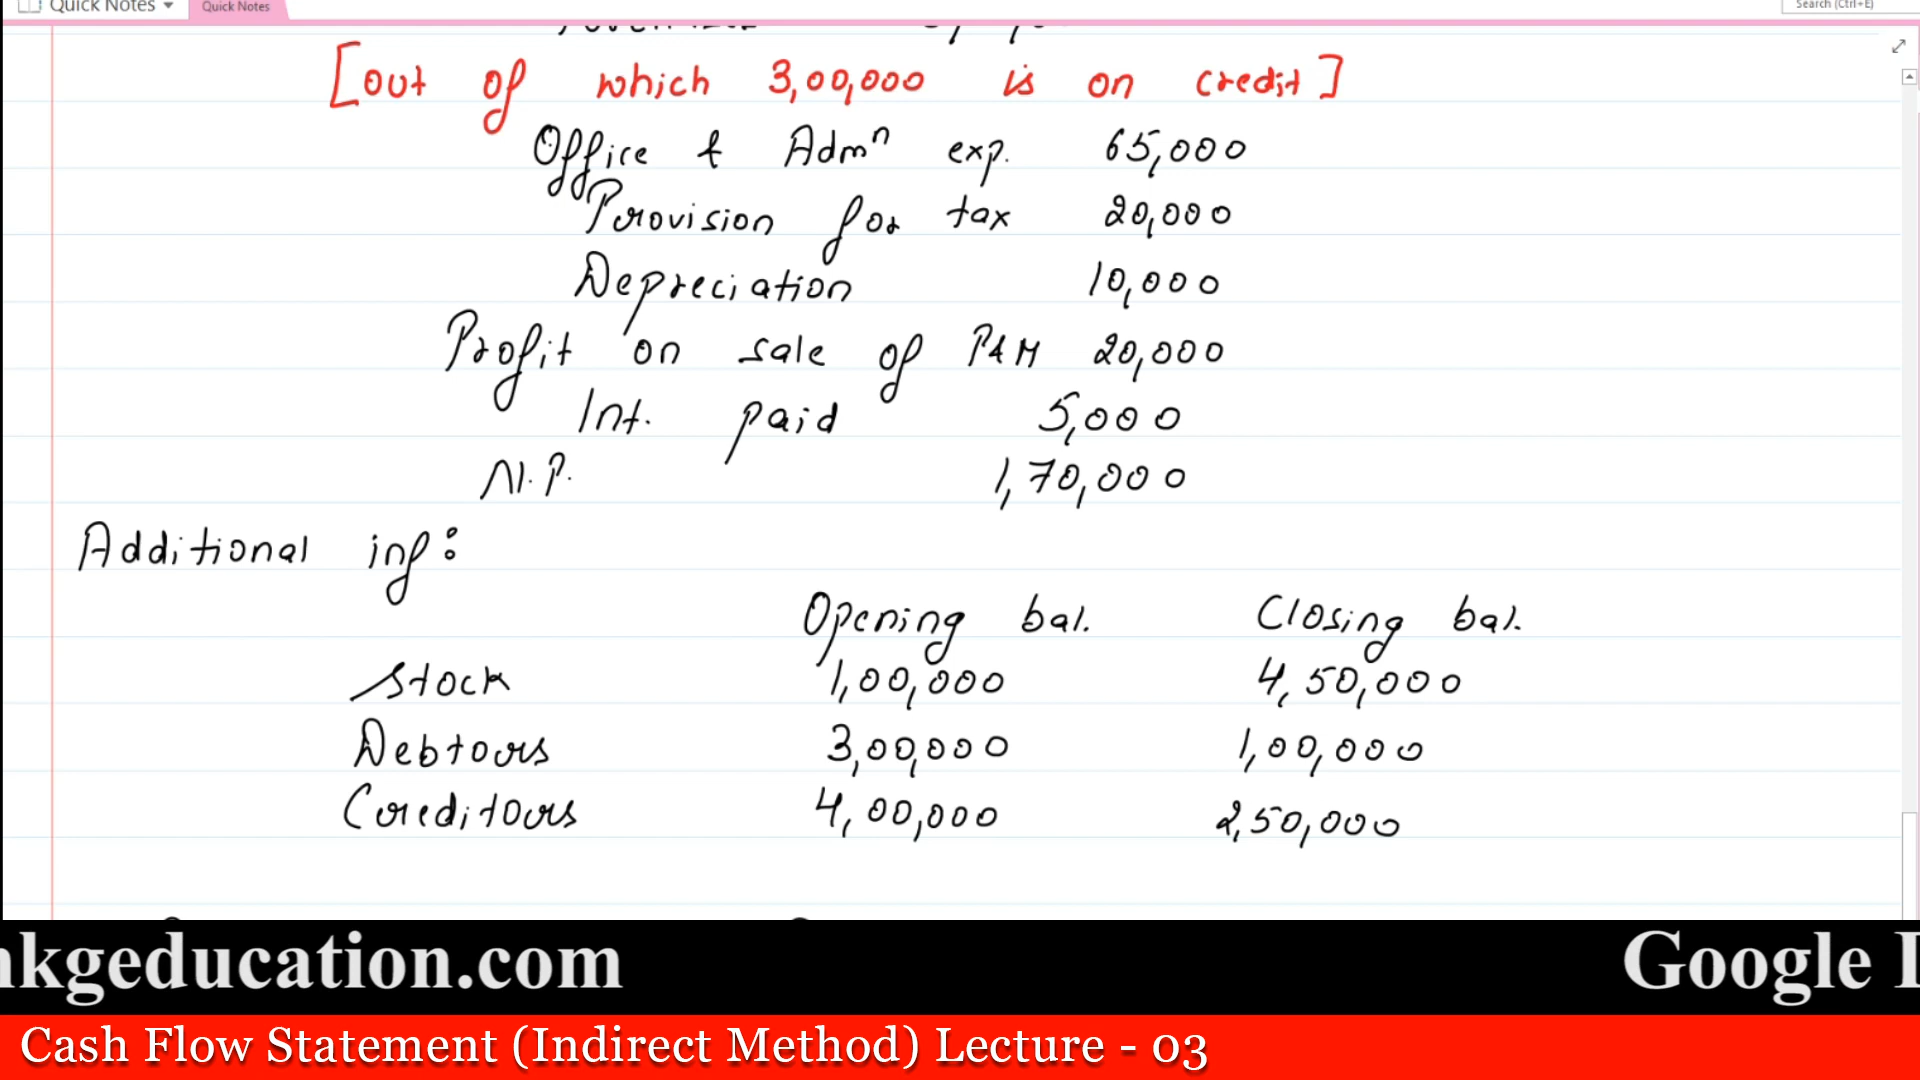 Quick Notes
Quick Notes
Search (Ctrl+E)
[out of which 3,00,000 is on credit]
Office & Admn exp. 65,000
Provision for tax 20,000
Depreciation 10,000
Profit on sale of P&M 20,000
Int. paid 5,000
N.P. 1,70,000
Additional inf:
Opening bal. Closing bal.
Stock 1,00,000 4,50,000
Debtors 3,00,000 1,00,000
Creditors 4,00,000 2,50,000
nkgeducation.com Google
Cash Flow Statement (Indirect Method) Lecture - 03